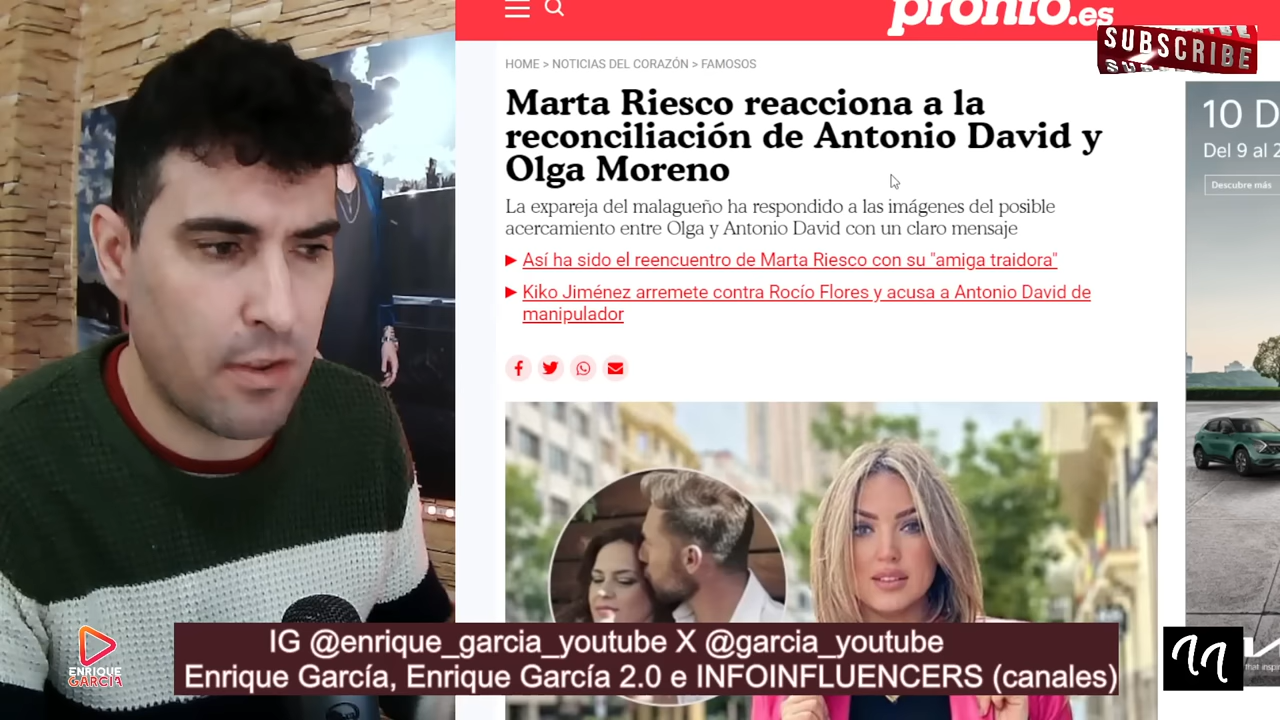 pronto.es
SUBSCRIBE
HOME > NOTICIAS DEL CORAZÓN > FAMOSOS
Marta Riesco reacciona a la
reconciliación de Antonio David y
Olga Moreno
La expareja del malagueño ha respondido a las imágenes del posible
acercamiento entre Olga y Antonio David con un claro mensaje
Así ha sido el reencuentro de Marta Riesco con su "amiga traidora"
Kiko Jiménez arremete contra Rocío Flores y acusa a Antonio David de
manipulador
10 D
Del 9 al 2
Descubre más
IG @enrique_garcia_youtube X @garcia_youtube
Enrique García, Enrique García 2.0 e INFOINFLUENCERS (canales)
ENRIQUE
GARCÍA
that inspir